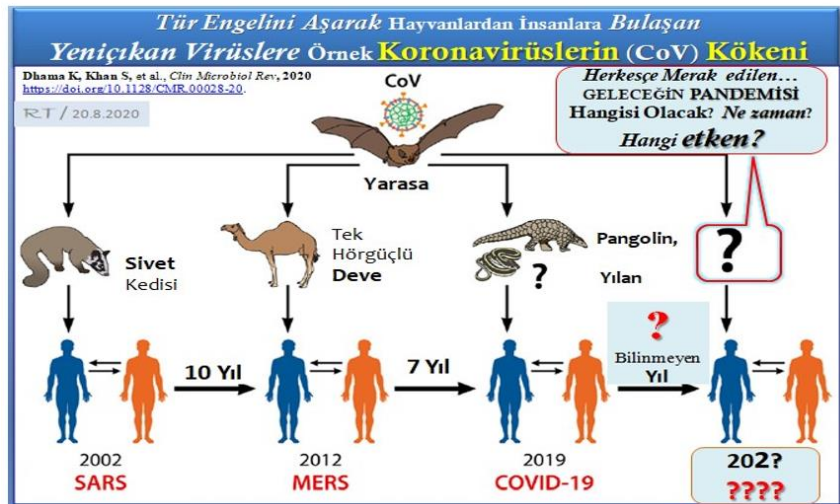 Tür Engelini Aşarak Hayvanlardan İnsanlara Bulaşan
Yeniçıkan Virüslere Örnek Koronavirüslerin (CoV) Kökeni
Dhama K, Khan S, et al., Clin Microbiol Rev, 2020
https://doi.org/10.1128/CMR.00028-20.
RT / 20.8.2020
CoV
Herkesçe Merak edilen…
GELECEĞİN PANDEMİSİ
Hangisi Olacak? Ne zaman?
Hangi etken?
Yarasa
Sivet
Kedisi
Tek
Hörgüçlü
Deve
?
Pangolin,
Yılan
?
10 Yıl
7 Yıl
?
Bilinmeyen
Yıl
2002
SARS
2012
MERS
2019
COVID-19
202?
????